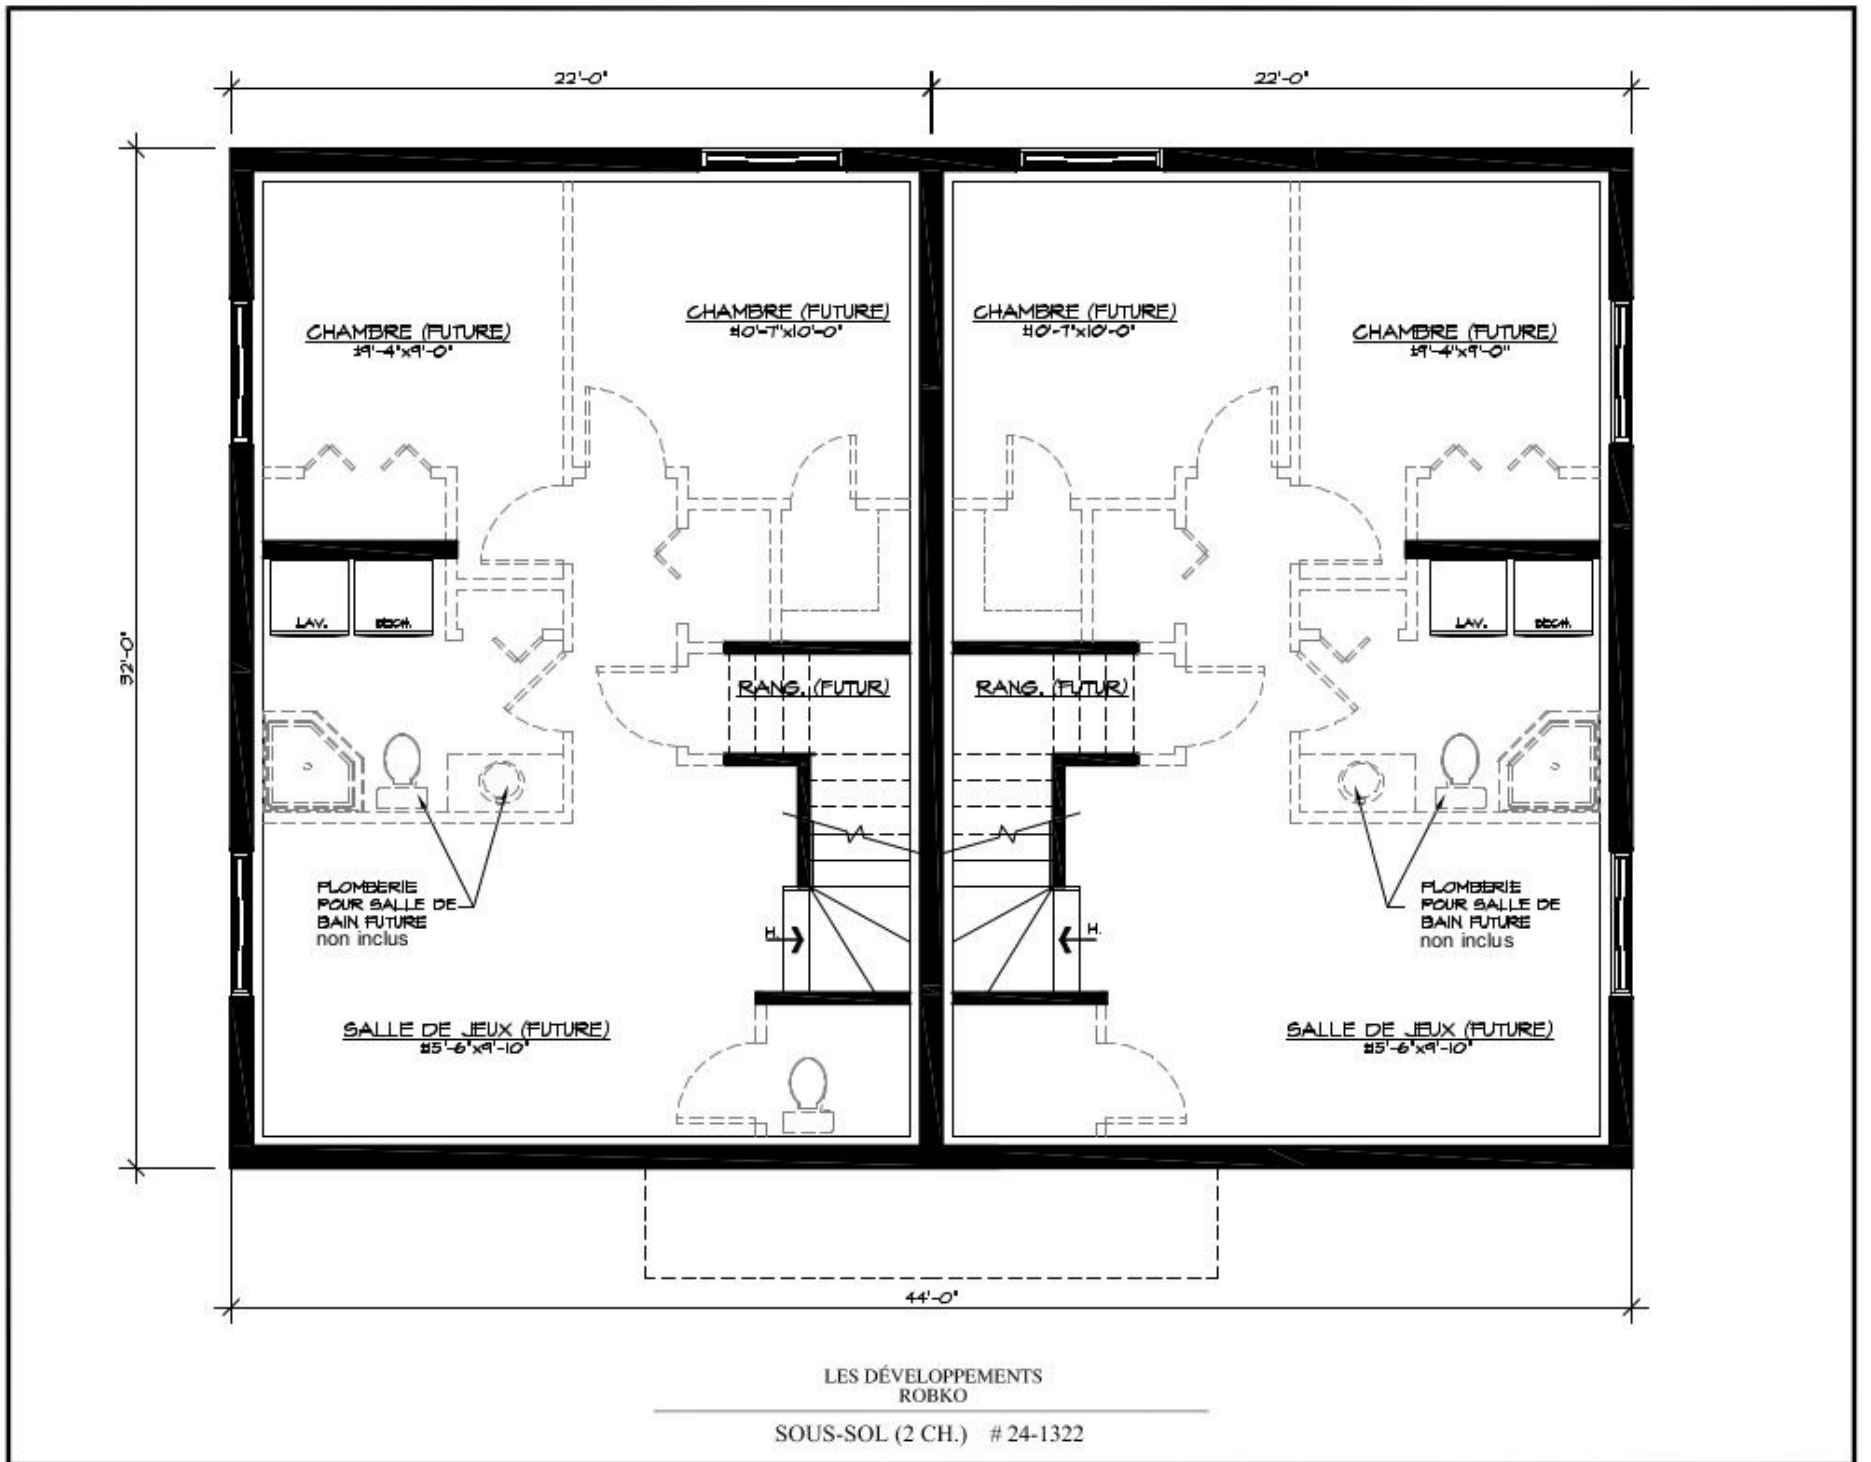 22'-0"
22'-0"
32'-0"
CHAMBRE (FUTURE)
±9'-4"x9'-0"
CHAMBRE (FUTURE)
±10'-7"x10'-0"
CHAMBRE (FUTURE)
±10'-7"x10'-0"
CHAMBRE (FUTURE)
±9'-4"x9'-0"
LAV.
SECH.
LAV.
SECH.
RANG. (FUTUR)
RANG. (FUTUR)
PLOMBERIE
POUR SALLE DE
BAIN FUTURE
non inclus
H.
H.
PLOMBERIE
POUR SALLE DE
BAIN FUTURE
non inclus
SALLE DE JEUX (FUTURE)
±15'-6"x9'-10"
SALLE DE JEUX (FUTURE)
±15'-6"x9'-10"
44'-0"
LES DÉVELOPPEMENTS
ROBKO
SOUS-SOL (2 CH.) # 24-1322